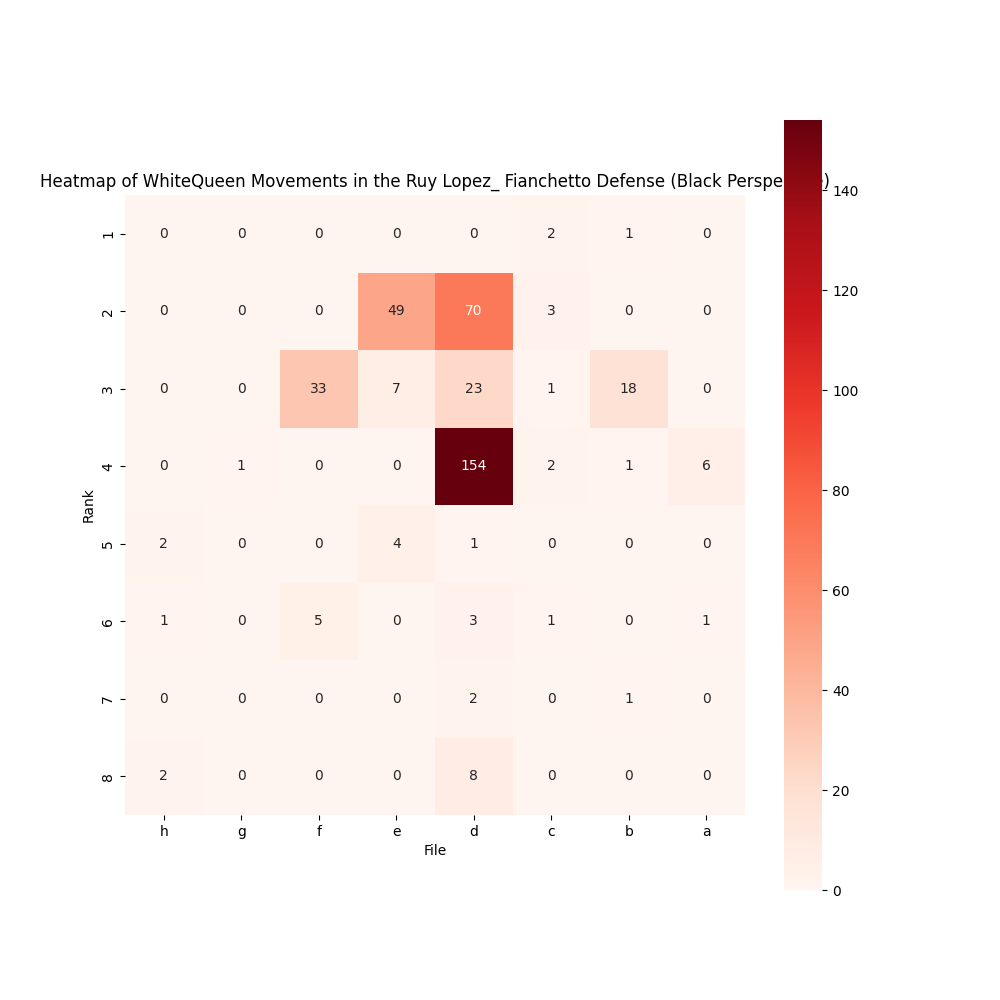 Heatmap of WhiteQueen Movements in the Ruy Lopez_ Fianchetto Defense (Black Perspective)
1 0 0 0 0 0 2 1 0
2 0 0 0 49 70 3 0 0
3 0 0 33 7 23 1 18 0
4 0 1 0 0 154 2 1 6
Rank
5 2 0 0 4 1 0 0 0
6 1 0 5 0 3 1 0 1
7 0 0 0 0 2 0 1 0
8 2 0 0 0 8 0 0 0
h g f e d c b a
File
140
120
100
80
60
40
20
0